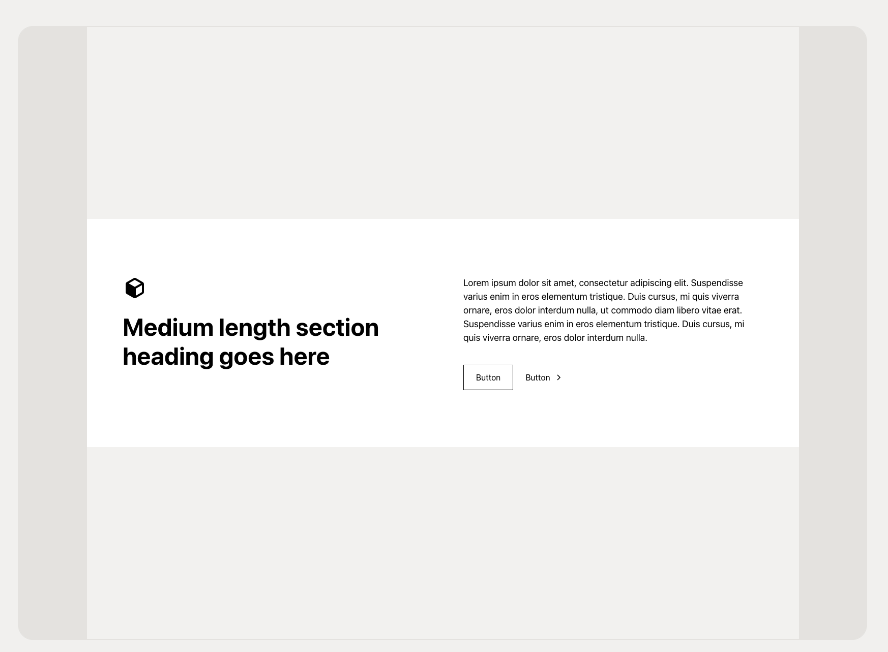 Medium length section
heading goes here
Lorem ipsum dolor sit amet, consectetur adipiscing elit. Suspendisse
varius enim in eros elementum tristique. Duis cursus, mi quis viverra
ornare, eros dolor interdum nulla, ut commodo diam libero vitae erat.
Suspendisse varius enim in eros elementum tristique. Duis cursus, mi
quis viverra ornare, eros dolor interdum nulla.
Button
Button